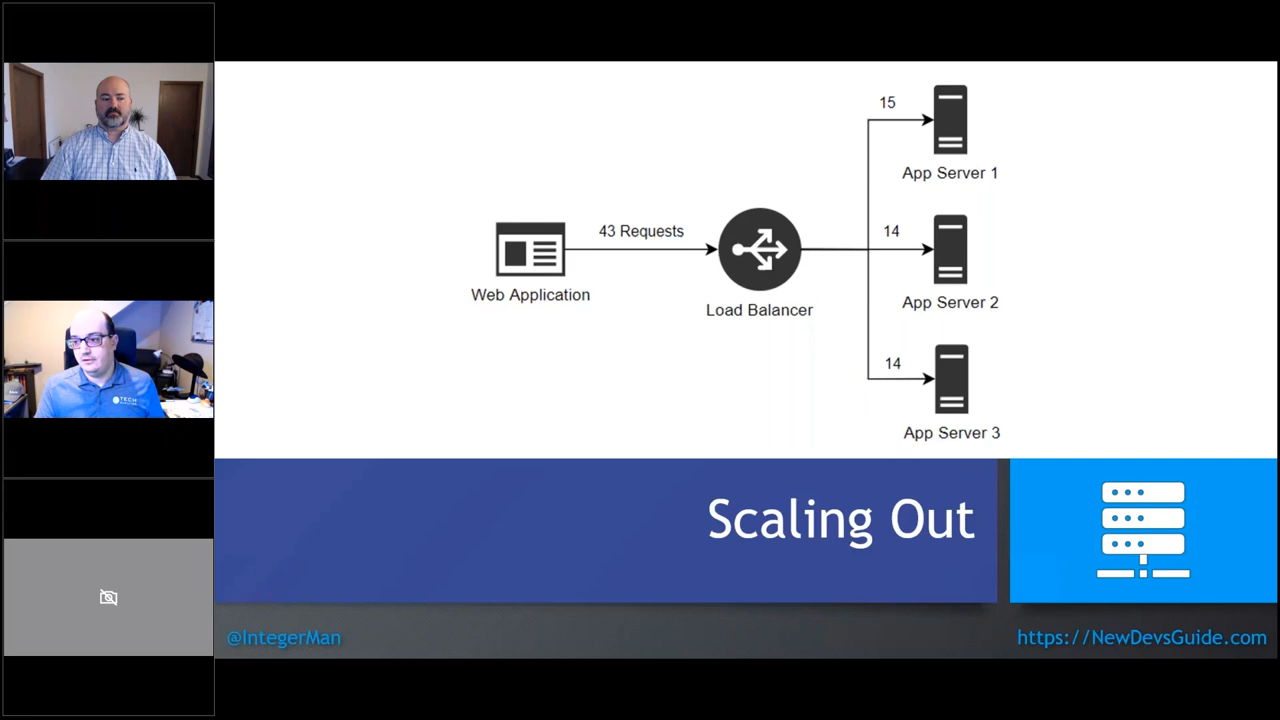 15
App Server 1
43 Requests
14
Web Application
Load Balancer
App Server 2
14
App Server 3
Scaling Out
@IntegerMan
https://NewDevsGuide.com
TECH